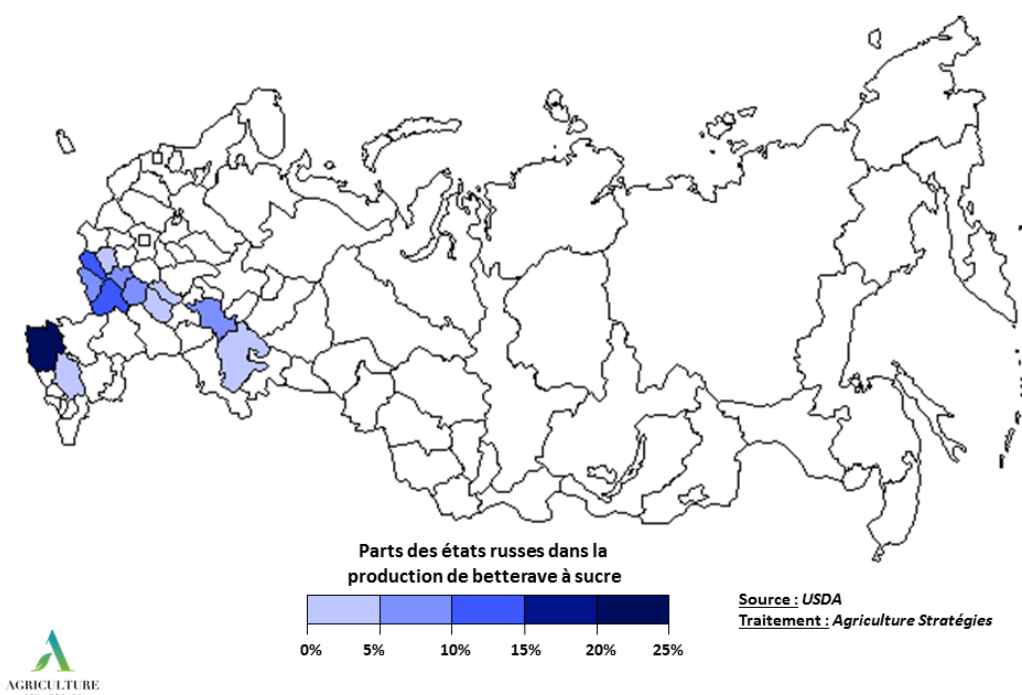 Parts des états russes dans la
production de betterave à sucre
0% 5% 10% 15% 20% 25%
Source : USDA
Traitement : Agriculture Stratégies
AGRICULTURE